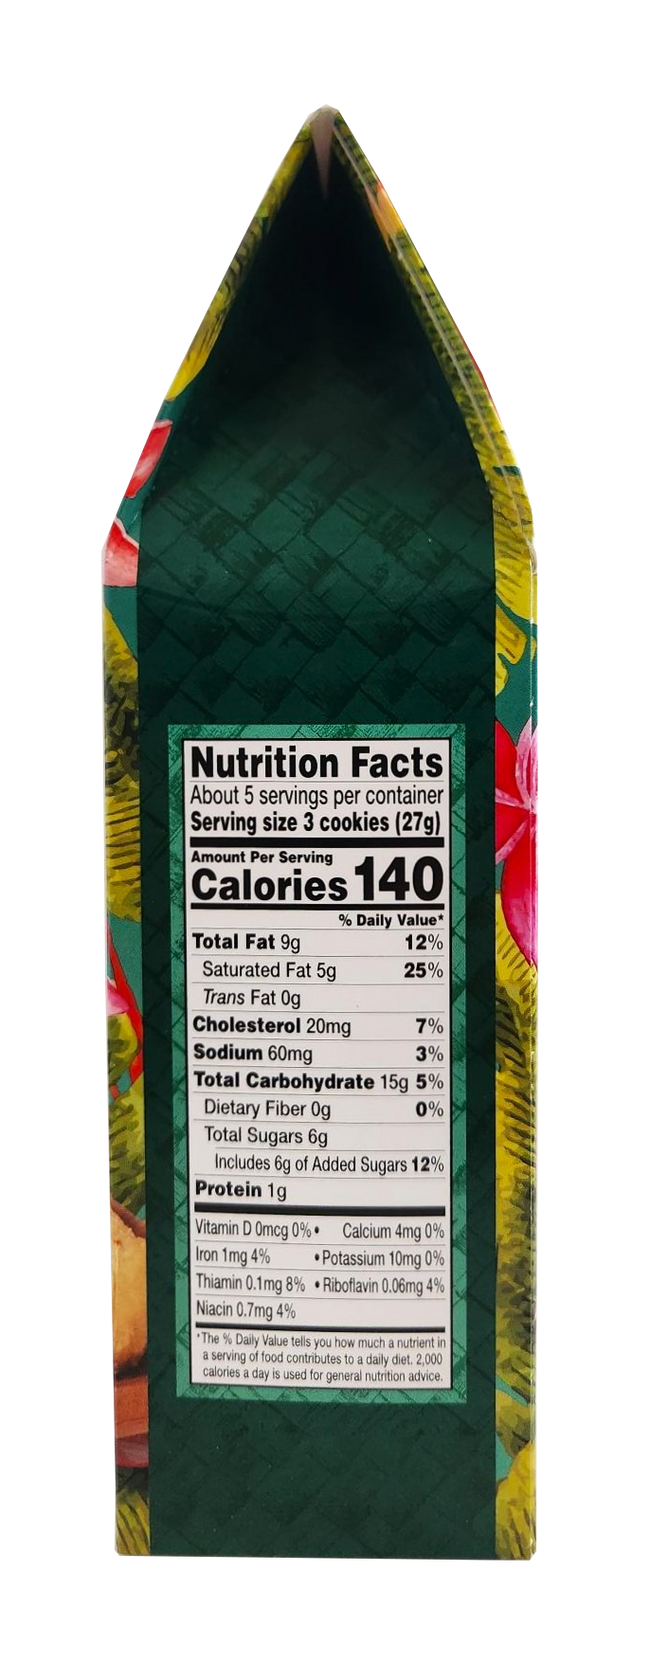 Nutrition Facts
About 5 servings per container
Serving size 3 cookies (27g)
Amount Per Serving
Calories 140
% Daily Value*
Total Fat 9g 12%
Saturated Fat 5g 25%
Trans Fat 0g
Cholesterol 20mg 7%
Sodium 60mg 3%
Total Carbohydrate 15g 5%
Dietary Fiber 0g 0%
Total Sugars 6g
Includes 6g of Added Sugars 12%
Protein 1g
Vitamin D 0mcg 0% • Calcium 4mg 0%
Iron 1mg 4% • Potassium 10mg 0%
Thiamin 0.1mg 8% • Riboflavin 0.06mg 4%
Niacin 0.7mg 4%
*The % Daily Value tells you how much a nutrient in
a serving of food contributes to a daily diet. 2,000
calories a day is used for general nutrition advice.